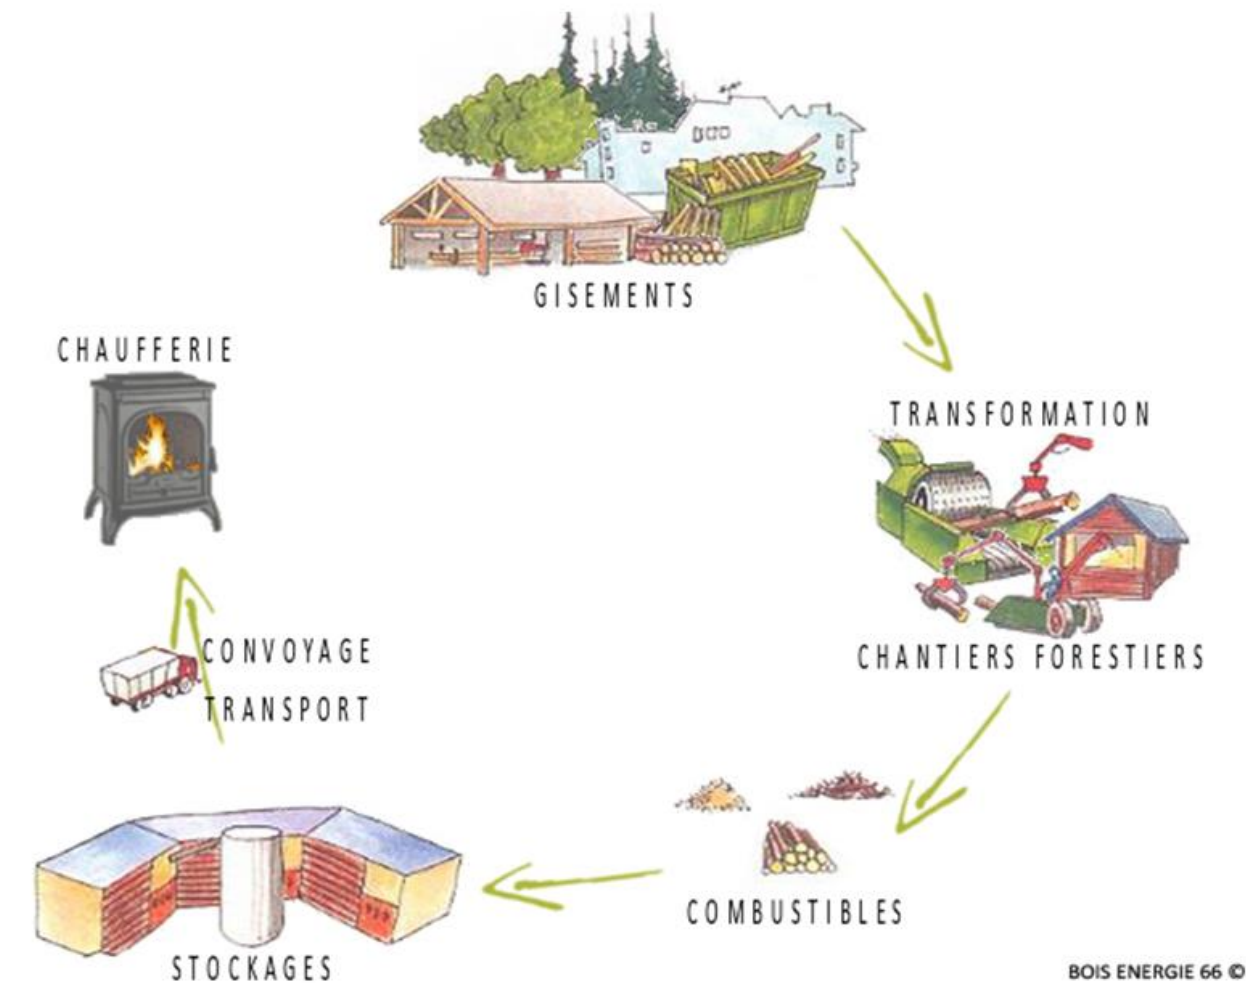 GISEMENTS
CHAUFFERIE
TRANSFORMATION
CHANTIERS FORESTIERS
CONVOYAGE
TRANSPORT
COMBUSTIBLES
STOCKAGES
BOIS ENERGIE 66 ©